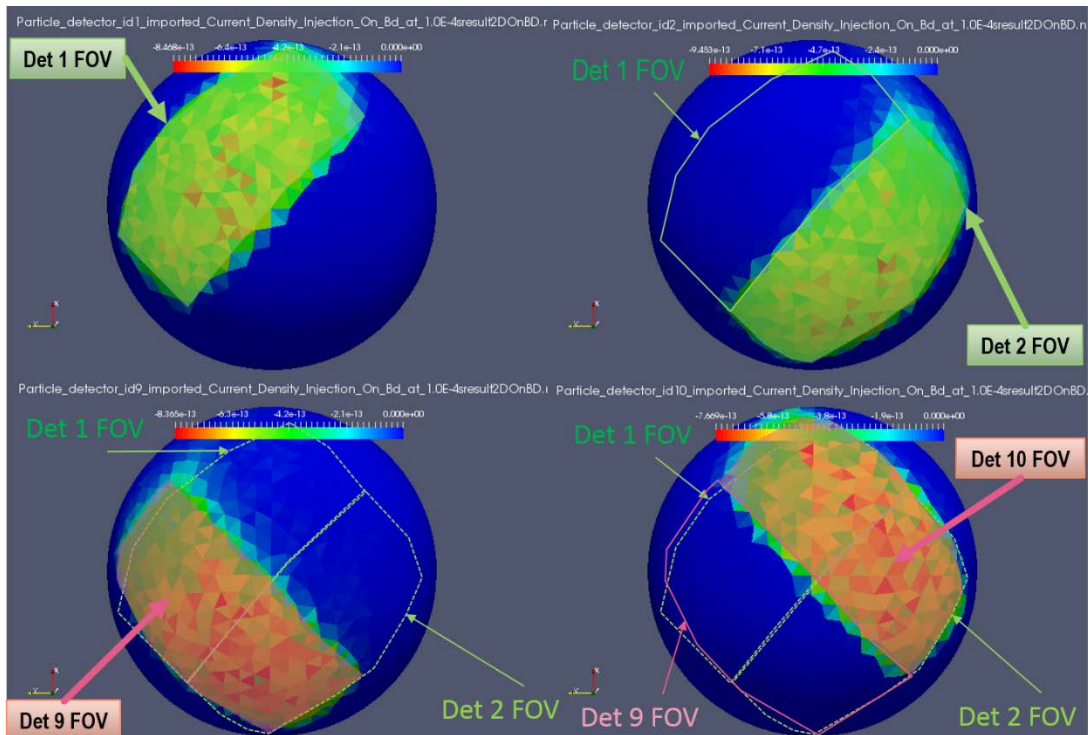 Particle_detector_id1_imported_Current_Density_Injection_On_Bd_at_1.0E-4sresult2DOnBD.r
-8.468e-13 -6.4e-13 -4.2e-13 -2.1e-13 0.000e+00
Det 1 FOV
Particle_detector_id2_imported_Current_Density_Injection_On_Bd_at_1.0E-4sresult2DOnBD.n
-9.453e-13 -7.1e-13 -4.7e-13 -2.4e-13 0.000e+00
Det 1 FOV
Det 2 FOV
Particle_detector_id9_imported_Current_Density_Injection_On_Bd_at_1.0E-4sresult2DOnBD.r
-8.365e-13 -6.3e-13 -4.2e-13 -2.1e-13 0.000e+00
Det 1 FOV
Det 9 FOV
Det 2 FOV
Particle_detector_id10_imported_Current_Density_Injection_On_Bd_at_1.0E-4sresult2DOnBD.
-7.669e-13 -5.8e-13 -3.8e-13 -1.9e-13 0.000e+00
Det 1 FOV
Det 10 FOV
Det 9 FOV
Det 2 FOV